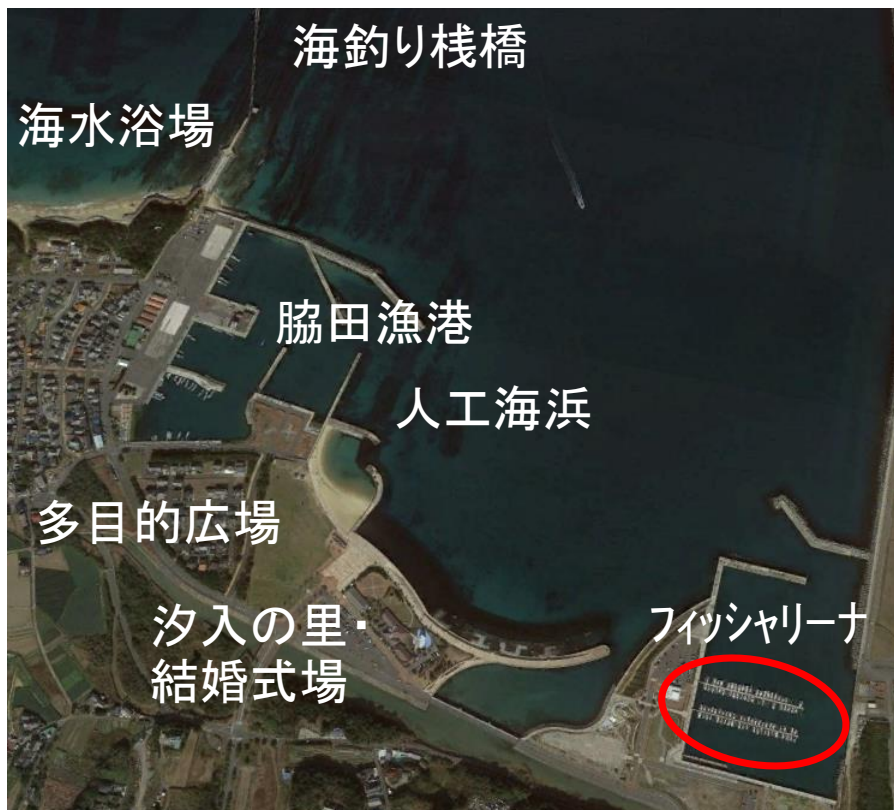 海釣り桟橋
海水浴場
脇田漁港
人工海浜
多目的広場
汐入の里・
結婚式場
フィッシャリーナ